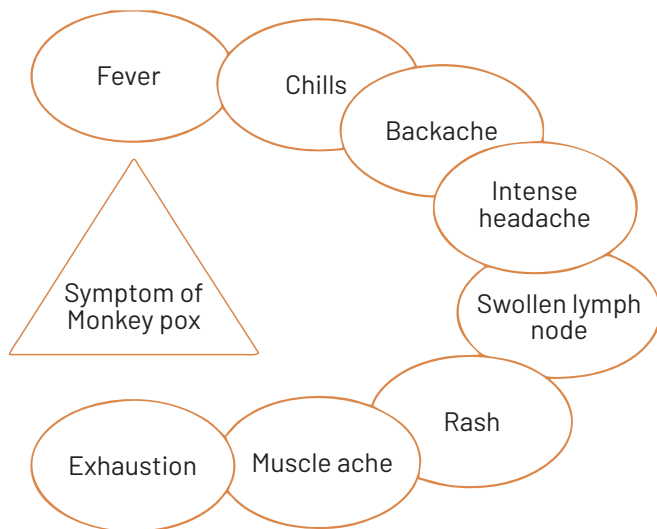 Fever
Chills
Backache
Intense
headache
Symptom of
Monkey pox
Swollen lymph
node
Rash
Muscle ache
Exhaustion